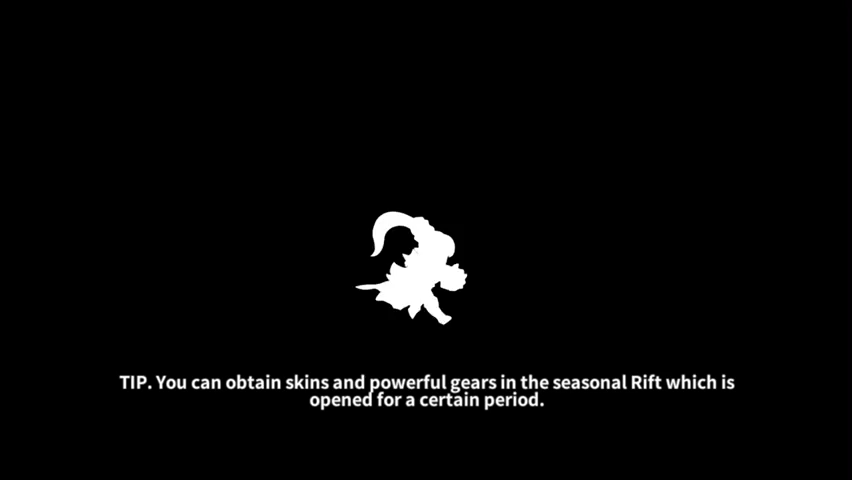 TIP. You can obtain skins and powerful gears in the seasonal Rift which is
opened for a certain period.